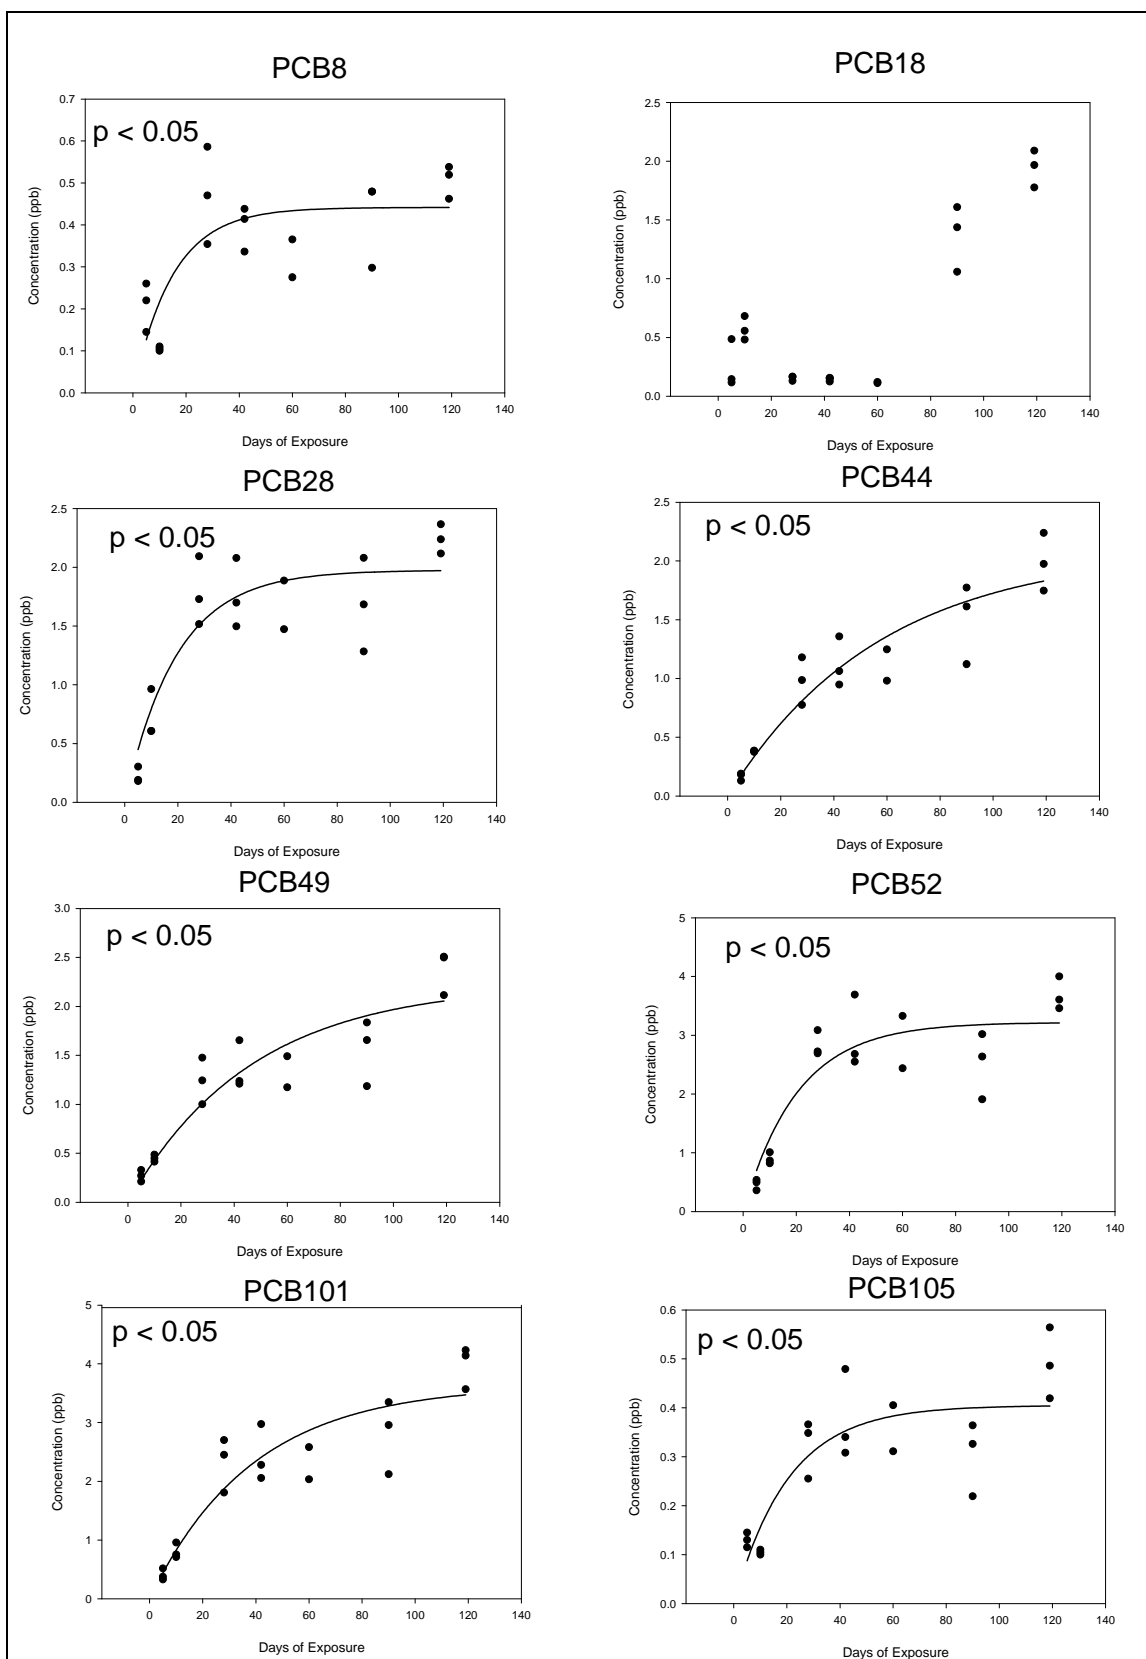 PCB8
p < 0.05
Concentration (ppb)
0.7
0.6
0.5
0.4
0.3
0.2
0.1
0.0
0 20 40 60 80 100 120 140
Days of Exposure
PCB18
Concentration (ppb)
2.5
2.0
1.5
1.0
0.5
0.0
0 20 40 60 80 100 120 140
Days of Exposure
PCB28
p < 0.05
Concentration (ppb)
2.5
2.0
1.5
1.0
0.5
0.0
0 20 40 60 80 100 120 140
Days of Exposure
PCB44
p < 0.05
Concentration (ppb)
2.5
2.0
1.5
1.0
0.5
0.0
0 20 40 60 80 100 120 140
Days of Exposure
PCB49
p < 0.05
Concentration (ppb)
3.0
2.5
2.0
1.5
1.0
0.5
0.0
0 20 40 60 80 100 120 140
Days of Exposure
PCB52
p < 0.05
Concentration (ppb)
5
4
3
2
1
0
0 20 40 60 80 100 120 140
Days of Exposure
PCB101
p < 0.05
Concentration (ppb)
5
4
3
2
1
0
0 20 40 60 80 100 120 140
Days of Exposure
PCB105
p < 0.05
Concentration (ppb)
0.6
0.5
0.4
0.3
0.2
0.1
0.0
0 20 40 60 80 100 120 140
Days of Exposure